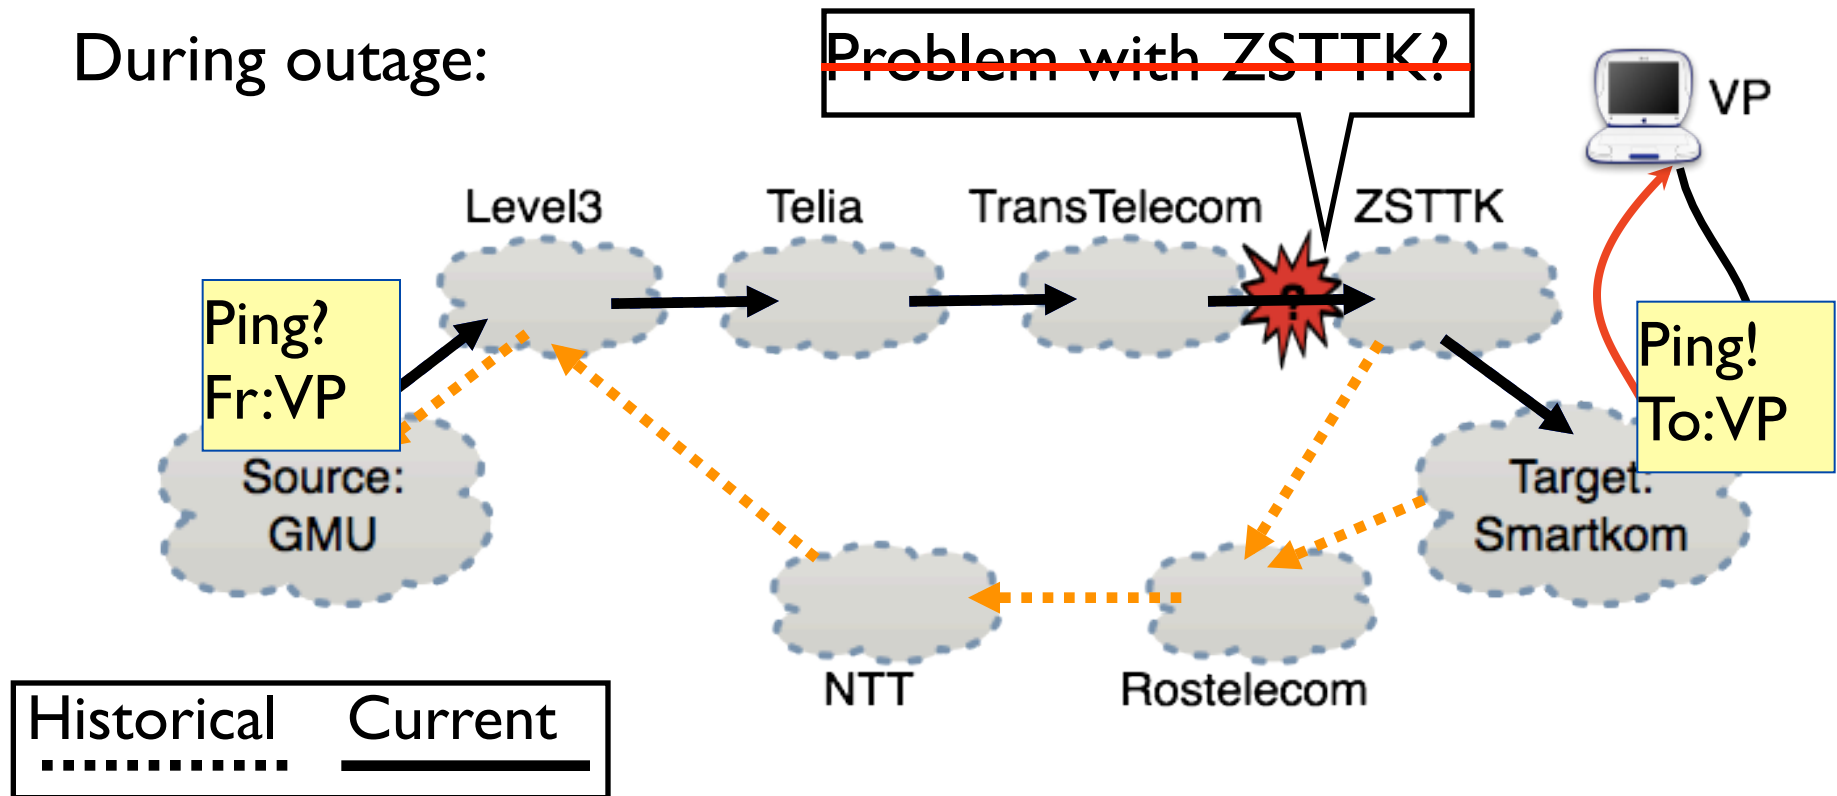 During outage:
Problem with ZSTTK?
VP
Level3
Telia
TransTelecom
ZSTTK
?
Ping?
Fr:VP
Ping!
To:VP
Source:
GMU
Target:
Smartkom
NTT
Rostelecom
Historical
Current